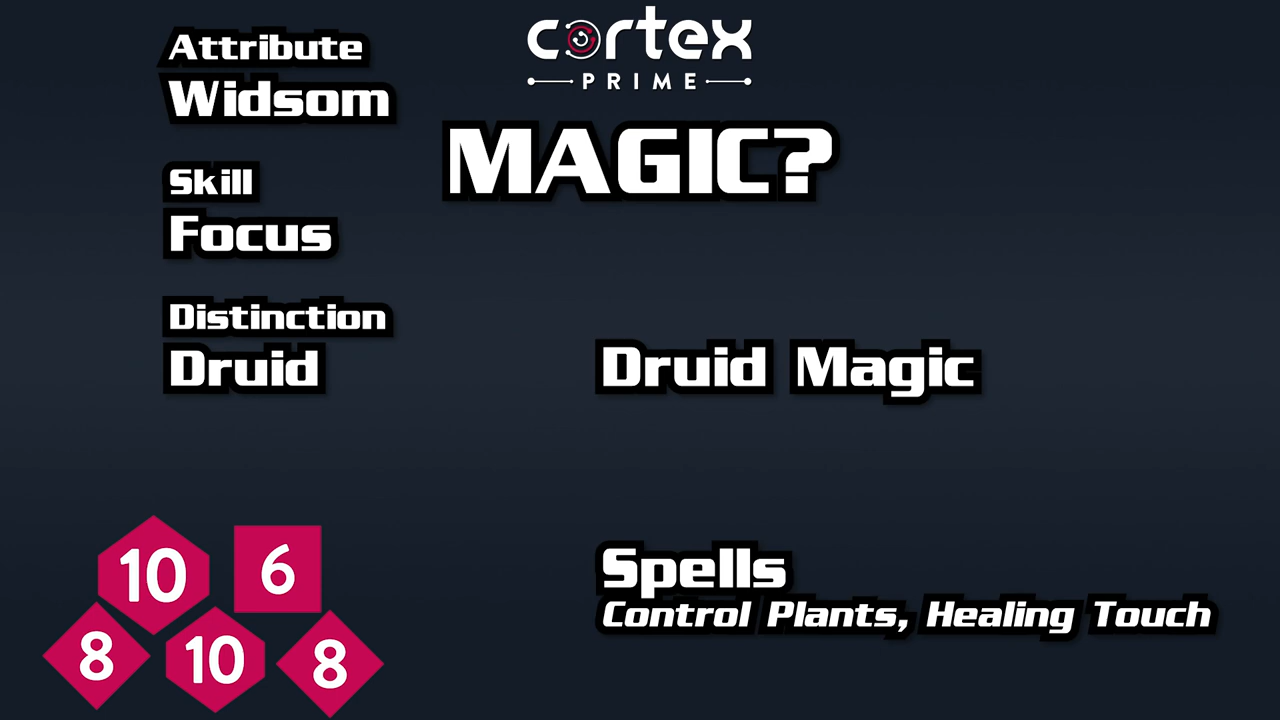 cortex
PRIME
MAGIC?
Attribute
Widsom
Skill
Focus
Distinction
Druid
Druid Magic
Spells
Control Plants, Healing Touch
10
6
8
10
8